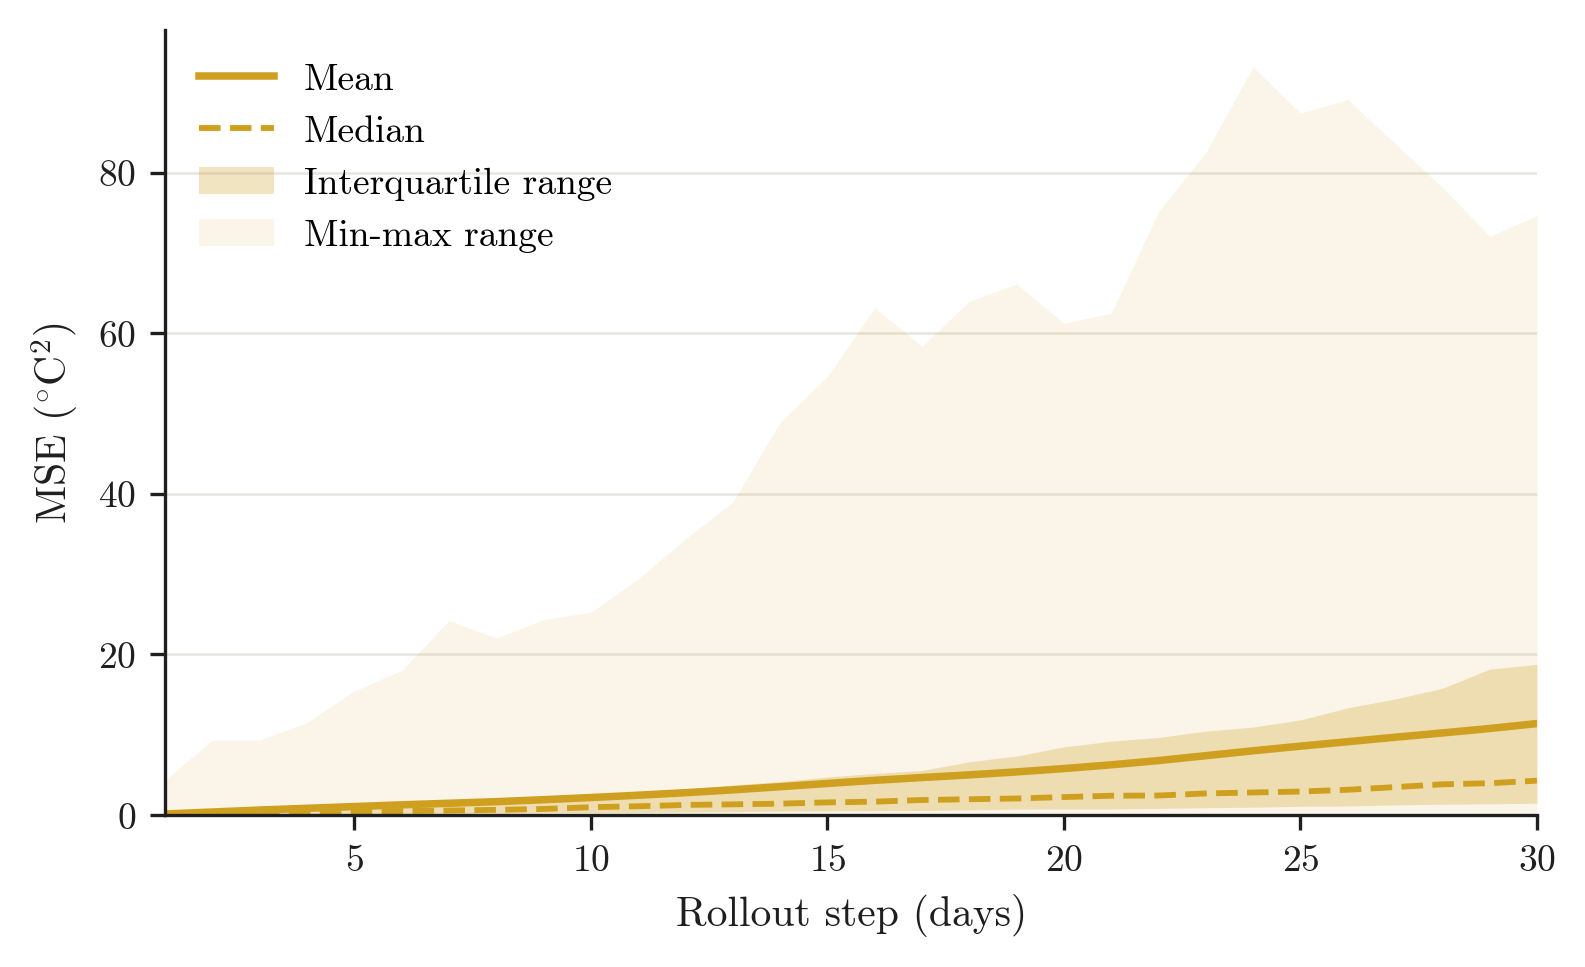 Mean
Median
Interquartile range
Min-max range
80
60
40
20
0
MSE (°C²)
5
10
15
20
25
30
Rollout step (days)